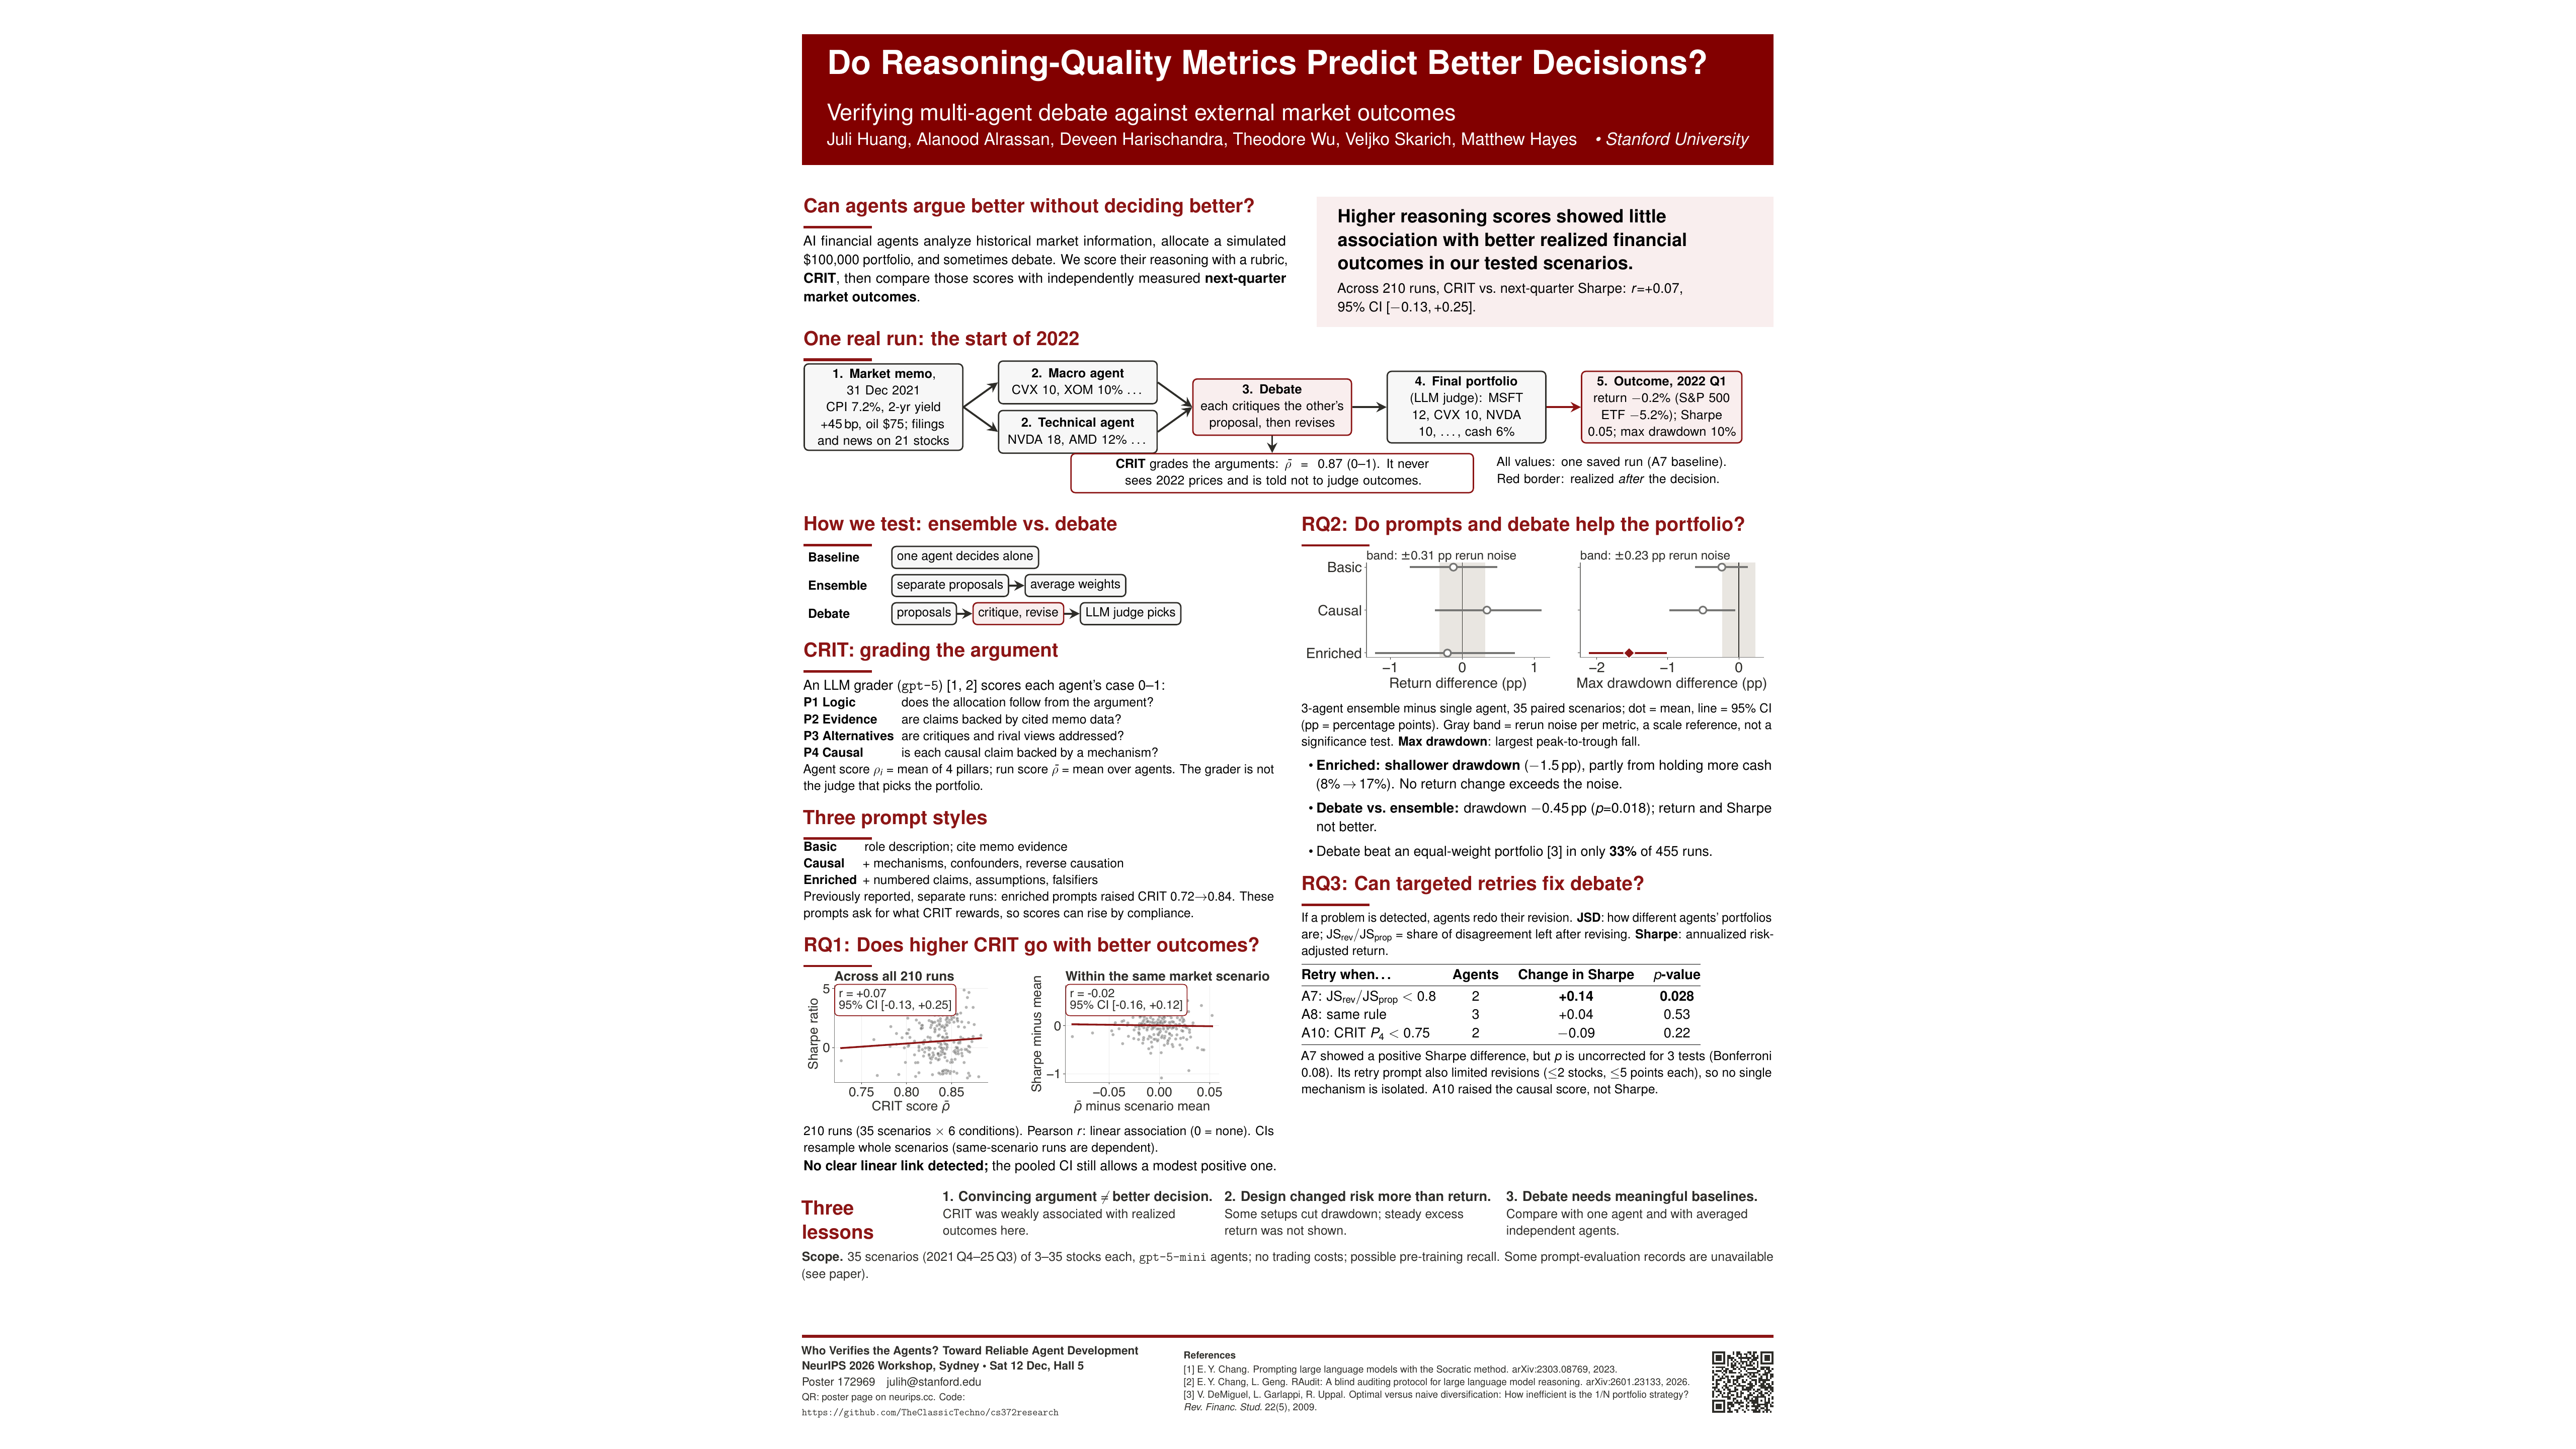 Do Reasoning-Quality Metrics Predict Better Decisions?
Verifying multi-agent debate against external market outcomes
Juli Huang, Alanood Alrassan, Deveen Harischandra, Theodore Wu, Veljko Skarich, Matthew Hayes • Stanford University
Can agents argue better without deciding better?
AI financial agents analyze historical market information, allocate a simulated
$100,000 portfolio, and sometimes debate. We score their reasoning with a rubric,
CRIT, then compare those scores with independently measured next-quarter
market outcomes.
Higher reasoning scores showed little
association with better realized financial
outcomes in our tested scenarios.
Across 210 runs, CRIT vs. next-quarter Sharpe: r=+0.07,
95% CI [−0.13, +0.25].
One real run: the start of 2022
1. Market memo,
31 Dec 2021
CPI 7.2%, 2-yr yield
+45 bp, oil $75; filings
and news on 21 stocks
2. Macro agent
CVX 10, XOM 10% ...
2. Technical agent
NVDA 18, AMD 12% ...
3. Debate
each critiques the other's
proposal, then revises
4. Final portfolio
(LLM judge): MSFT
12, CVX 10, NVDA
10, ..., cash 6%
5. Outcome, 2022 Q1
return −0.2% (S&P 500
ETF −5.2%); Sharpe
0.05; max drawdown 10%
CRIT grades the arguments: ρ̄ = 0.87 (0–1). It never
sees 2022 prices and is told not to judge outcomes.
All values: one saved run (A7 baseline).
Red border: realized after the decision.
How we test: ensemble vs. debate
Baseline one agent decides alone
Ensemble separate proposals average weights
Debate proposals critique, revise LLM judge picks
CRIT: grading the argument
An LLM grader (gpt-5) [1, 2] scores each agent's case 0–1:
P1 Logic does the allocation follow from the argument?
P2 Evidence are claims backed by cited memo data?
P3 Alternatives are critiques and rival views addressed?
P4 Causal is each causal claim backed by a mechanism?
Agent score ρi = mean of 4 pillars; run score ρ̄ = mean over agents. The grader is not
the judge that picks the portfolio.
Three prompt styles
Basic role description; cite memo evidence
Causal + mechanisms, confounders, reverse causation
Enriched + numbered claims, assumptions, falsifiers
Previously reported, separate runs: enriched prompts raised CRIT 0.72→0.84. These
prompts ask for what CRIT rewards, so scores can rise by compliance.
RQ1: Does higher CRIT go with better outcomes?
Across all 210 runs
r = +0.07
95% CI [-0.13, +0.25]
Sharpe ratio
5
0
0.75 0.80 0.85
CRIT score ρ̄
Within the same market scenario
r = -0.02
95% CI [-0.16, +0.12]
Sharpe minus mean
0
−1
−0.05 0.00 0.05
ρ̄ minus scenario mean
210 runs (35 scenarios × 6 conditions). Pearson r: linear association (0 = none). CIs
resample whole scenarios (same-scenario runs are dependent).
No clear linear link detected; the pooled CI still allows a modest positive one.
RQ2: Do prompts and debate help the portfolio?
band: ±0.31 pp rerun noise
Basic
Causal
Enriched
−1 0 1
Return difference (pp)
band: ±0.23 pp rerun noise
−2 −1 0
Max drawdown difference (pp)
3-agent ensemble minus single agent, 35 paired scenarios; dot = mean, line = 95% CI
(pp = percentage points). Gray band = rerun noise per metric, a scale reference, not a
significance test. Max drawdown: largest peak-to-trough fall.
• Enriched: shallower drawdown (−1.5 pp), partly from holding more cash
(8% → 17%). No return change exceeds the noise.
• Debate vs. ensemble: drawdown −0.45 pp (p=0.018); return and Sharpe
not better.
• Debate beat an equal-weight portfolio [3] in only 33% of 455 runs.
RQ3: Can targeted retries fix debate?
If a problem is detected, agents redo their revision. JSD: how different agents' portfolios
are; JSrev/JSprop = share of disagreement left after revising. Sharpe: annualized risk-
adjusted return.
Retry when... Agents Change in Sharpe p-value
A7: JSrev/JSprop < 0.8 2 +0.14 0.028
A8: same rule 3 +0.04 0.53
A10: CRIT P4 < 0.75 2 −0.09 0.22
A7 showed a positive Sharpe difference, but p is uncorrected for 3 tests (Bonferroni
0.08). Its retry prompt also limited revisions (≤2 stocks, ≤5 points each), so no single
mechanism is isolated. A10 raised the causal score, not Sharpe.
Three
lessons
1. Convincing argument ≠ better decision.
CRIT was weakly associated with realized
outcomes here.
2. Design changed risk more than return.
Some setups cut drawdown; steady excess
return was not shown.
3. Debate needs meaningful baselines.
Compare with one agent and with averaged
independent agents.
Scope. 35 scenarios (2021 Q4–25 Q3) of 3–35 stocks each, gpt-5-mini agents; no trading costs; possible pre-training recall. Some prompt-evaluation records are unavailable
(see paper).
Who Verifies the Agents? Toward Reliable Agent Development
NeurIPS 2026 Workshop, Sydney • Sat 12 Dec, Hall 5
Poster 172969 julih@stanford.edu
QR: poster page on neurips.cc. Code:
https://github.com/TheClassicTechno/cs372research
References
[1] E. Y. Chang. Prompting large language models with the Socratic method. arXiv:2303.08769, 2023.
[2] E. Y. Chang, L. Geng. RAudit: A blind auditing protocol for large language model reasoning. arXiv:2601.23133, 2026.
[3] V. DeMiguel, L. Garlappi, R. Uppal. Optimal versus naive diversification: How inefficient is the 1/N portfolio strategy?
Rev. Financ. Stud. 22(5), 2009.